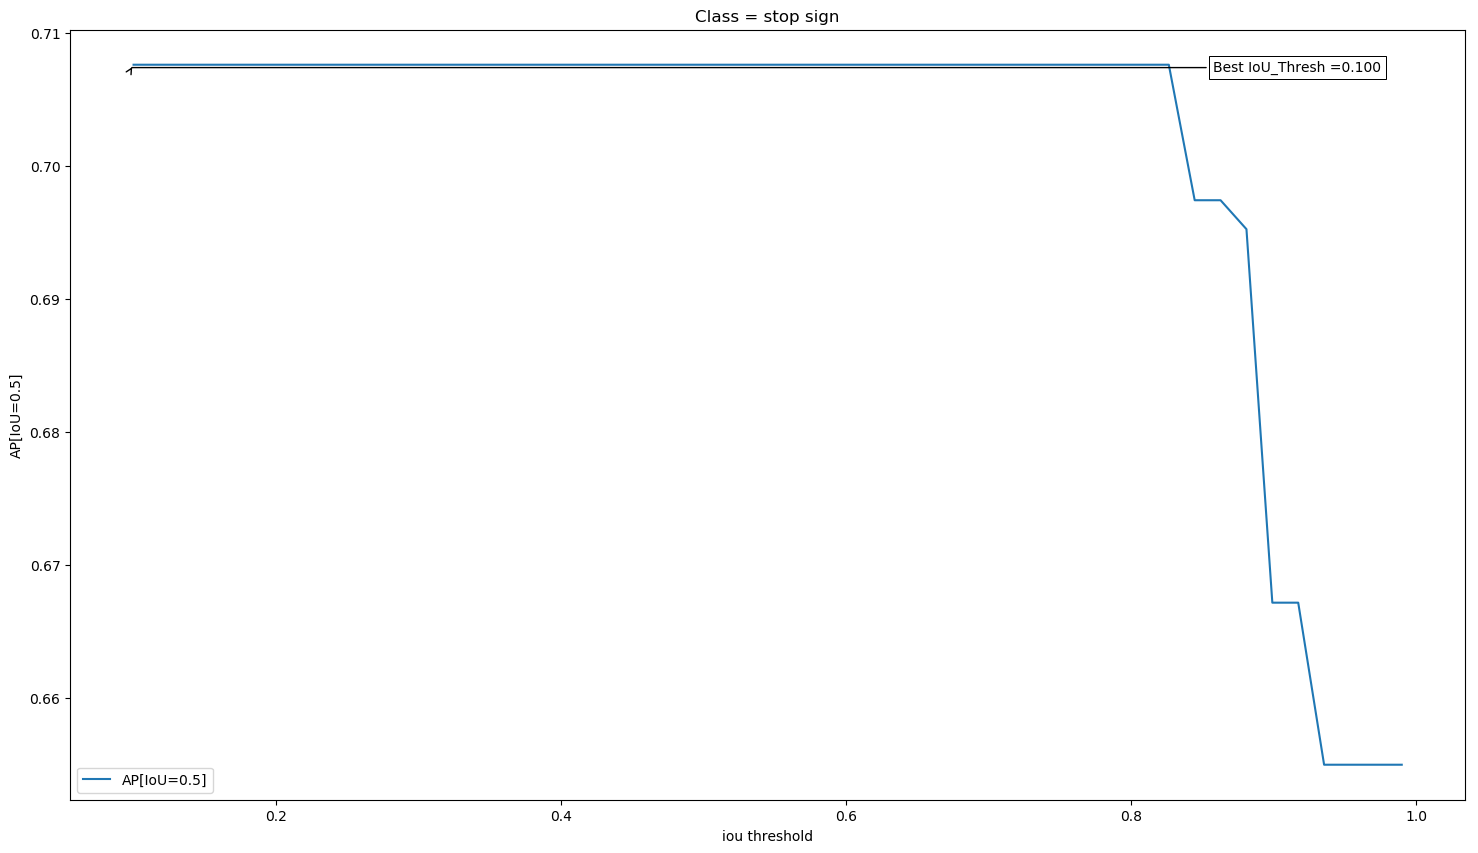 Class = stop sign
0.71
0.70
0.69
0.68
0.67
0.66
AP[IoU=0.5]
Best IoU_Thresh =0.100
AP[IoU=0.5]
0.2
0.4
0.6
0.8
1.0
iou threshold